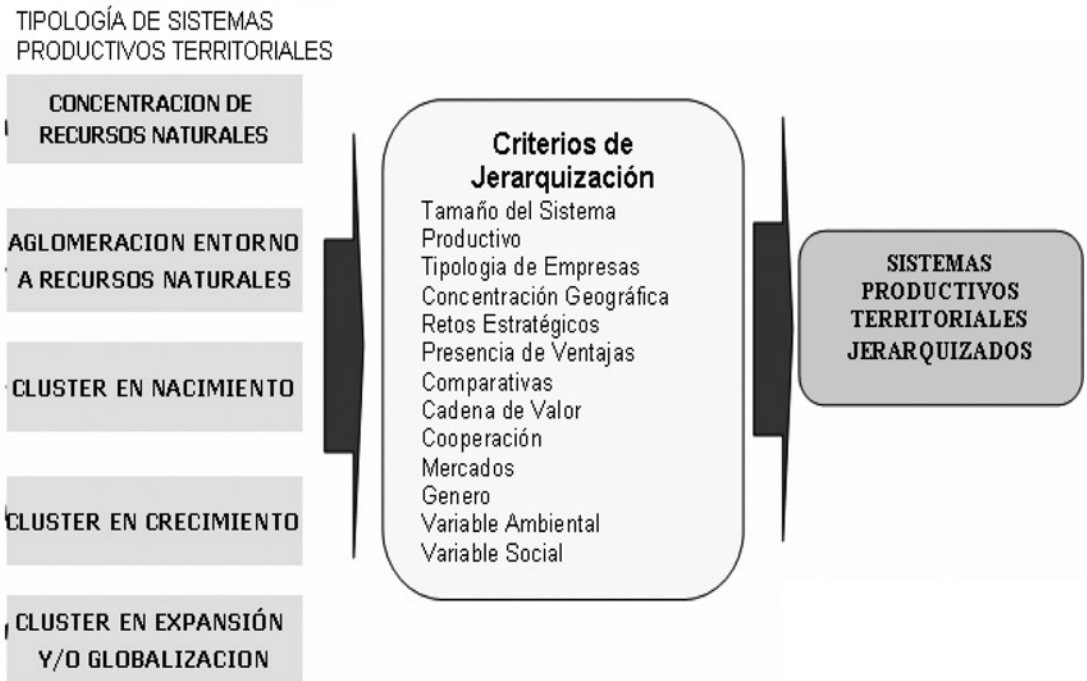 TIPOLOGÍA DE SISTEMAS
PRODUCTIVOS TERRITORIALES
CONCENTRACION DE
RECURSOS NATURALES
AGLOMERACION ENTORNO
A RECURSOS NATURALES
CLUSTER EN NACIMIENTO
CLUSTER EN CRECIMIENTO
CLUSTER EN EXPANSIÓN
Y/O GLOBALIZACION
Criterios de
Jerarquización
Tamaño del Sistema
Productivo
Tipologia de Empresas
Concentración Geográfica
Retos Estratégicos
Presencia de Ventajas
Comparativas
Cadena de Valor
Cooperación
Mercados
Genero
Variable Ambiental
Variable Social
SISTEMAS
PRODUCTIVOS
TERRITORIALES
JERARQUIZADOS